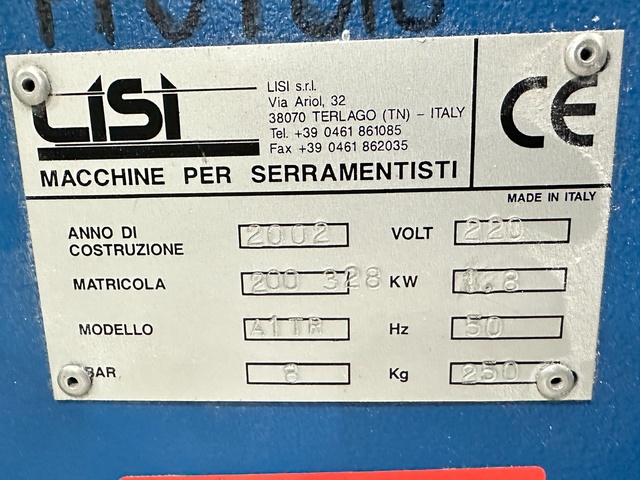 LISI
LISI s.r.l.
Via Ariol, 32
38070 TERLAGO (TN) - ITALY
Tel. +39 0461 861085
Fax +39 0461 862035
CE
MACCHINE PER SERRAMENTISTI
MADE IN ITALY
ANNO DI COSTRUZIONE 2002 VOLT 220
MATRICOLA 200 328 KW 1,8
MODELLO A1TR Hz 50
BAR 8 Kg 250